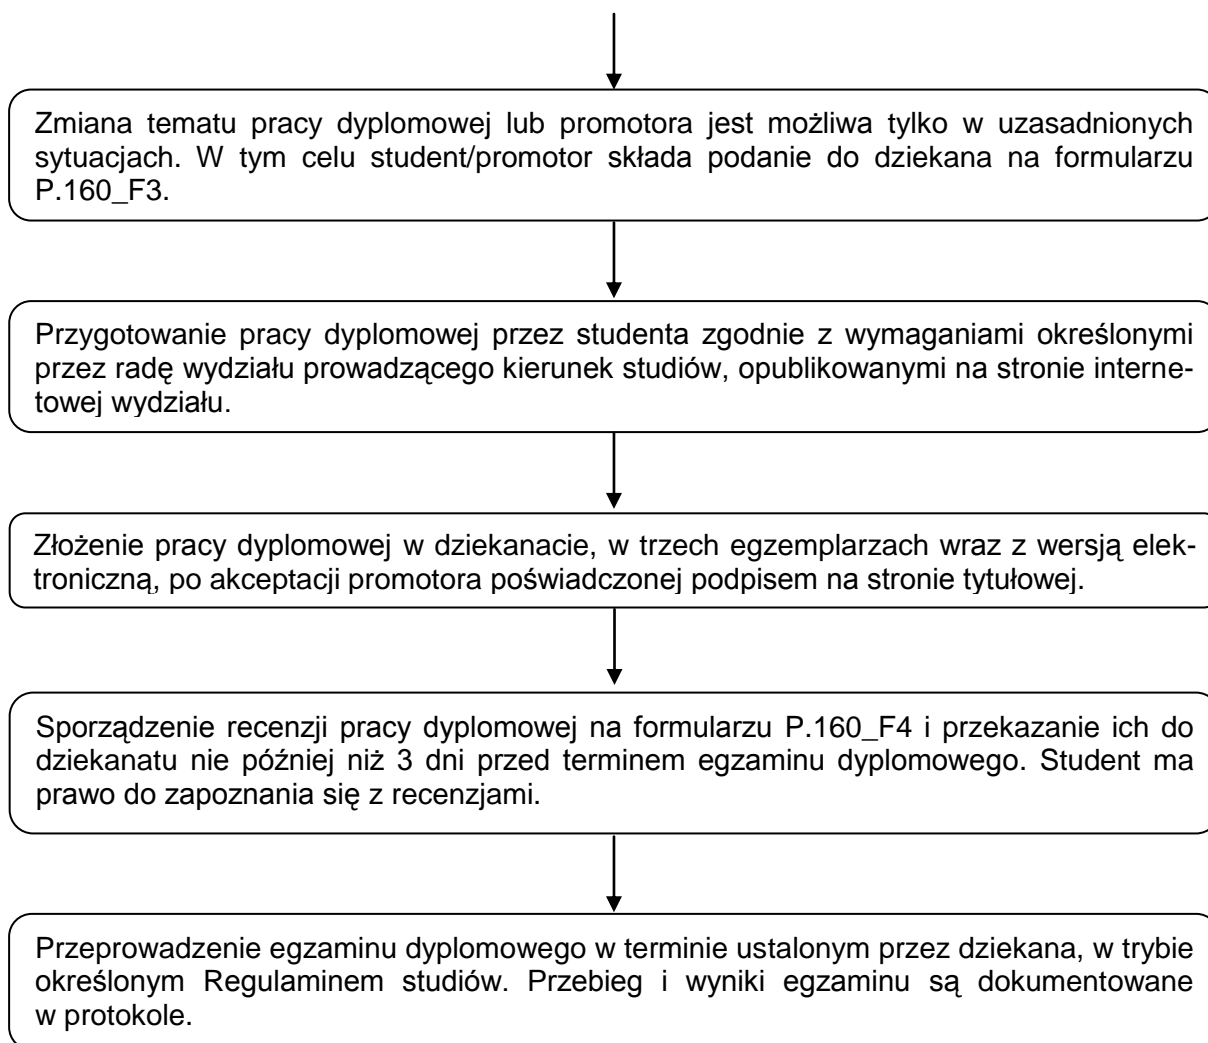 Zmiana tematu pracy dyplomowej lub promotora jest możliwa tylko w uzasadnionych
sytuacjach. W tym celu student/promotor składa podanie do dziekana na formularzu
P.160_F3.
Przygotowanie pracy dyplomowej przez studenta zgodnie z wymaganiami określonymi
przez radę wydziału prowadzącego kierunek studiów, opublikowanymi na stronie interne-
towej wydziału.
Złożenie pracy dyplomowej w dziekanacie, w trzech egzemplarzach wraz z wersją elek-
troniczną, po akceptacji promotora poświadczonej podpisem na stronie tytułowej.
Sporządzenie recenzji pracy dyplomowej na formularzu P.160_F4 i przekazanie ich do
dziekanatu nie później niż 3 dni przed terminem egzaminu dyplomowego. Student ma
prawo do zapoznania się z recenzjami.
Przeprowadzenie egzaminu dyplomowego w terminie ustalonym przez dziekana, w trybie
określonym Regulaminem studiów. Przebieg i wyniki egzaminu są dokumentowane
w protokole.